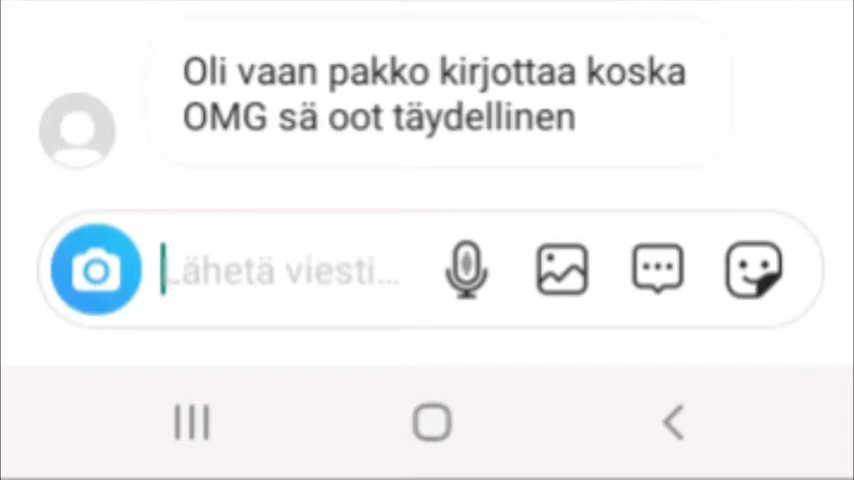 Oli vaan pakko kirjottaa koska
OMG sä oot täydellinen
Lähetä viesti...